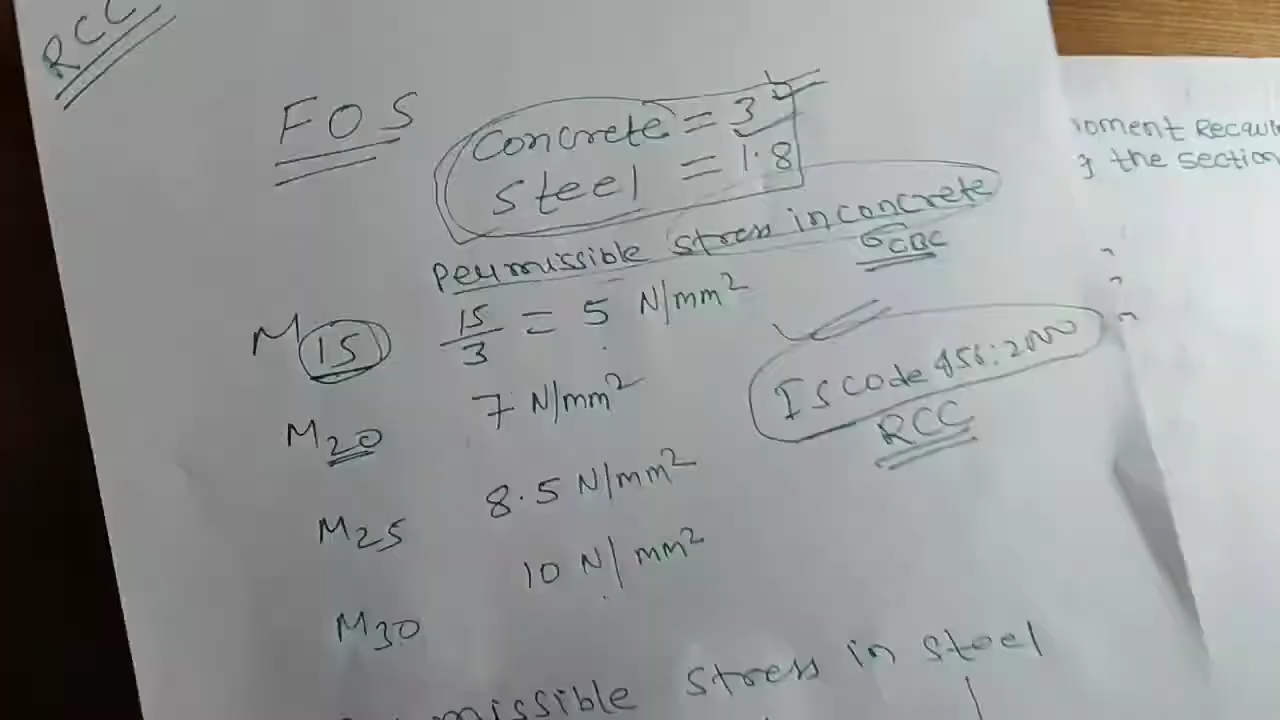 RCC
FOS
Concrete = 3
Steel = 1.8
Permissible stress in concrete
σCBC
M15 15/3 = 5 N/mm²
M20 7 N/mm²
M25 8.5 N/mm²
M30 10 N/mm²
IS Code 456:2000
RCC
missible stress in steel
oment Requi
the section